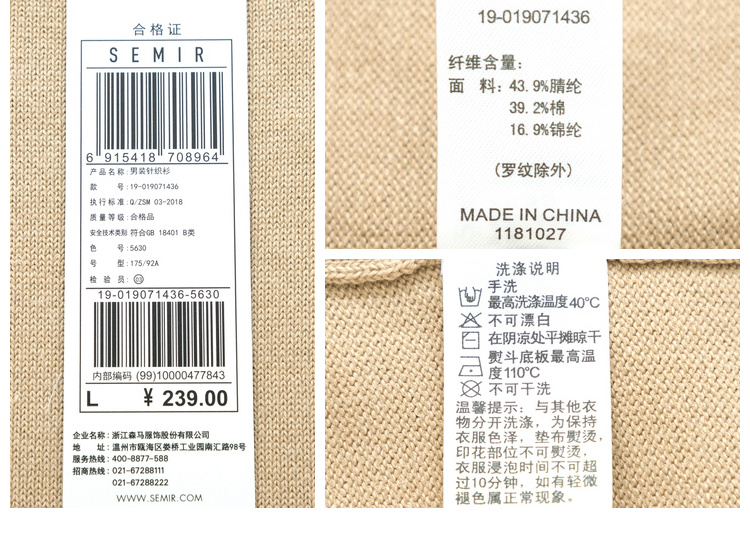 合格证
SEMIR
6 915418 708964
产品名称:男装针织衫
款 号:19-019071436
执行标准:Q/ZSM 03-2018
质量等级:合格品
安全技术类别 符合GB 18401 B类
色 号:5630
号 型:175/92A
检 验 员:03
19-019071436-5630
内部编码 (99)10000477843
L ¥ 239.00
企业名称:浙江森马服饰股份有限公司
地 址:温州市瓯海区娄桥工业园南汇路98号
服务热线:400-8877-588
招商热线:021-67288111
021-67288222
WWW.SEMIR.COM
19-019071436
纤维含量:
面 料:43.9%腈纶
39.2%棉
16.9%锦纶
(罗纹除外)
MADE IN CHINA
1181027
洗涤说明
手洗
最高洗涤温度40℃
不可漂白
在阴凉处平摊晾干
熨斗底板最高温
度110℃
不可干洗
温馨提示:与其他衣
物分开洗涤,为保持
衣服色泽,垫布熨烫,
印花部位不可熨烫,
衣服浸泡时间不可超
过10分钟,如有轻微
褪色属正常现象。